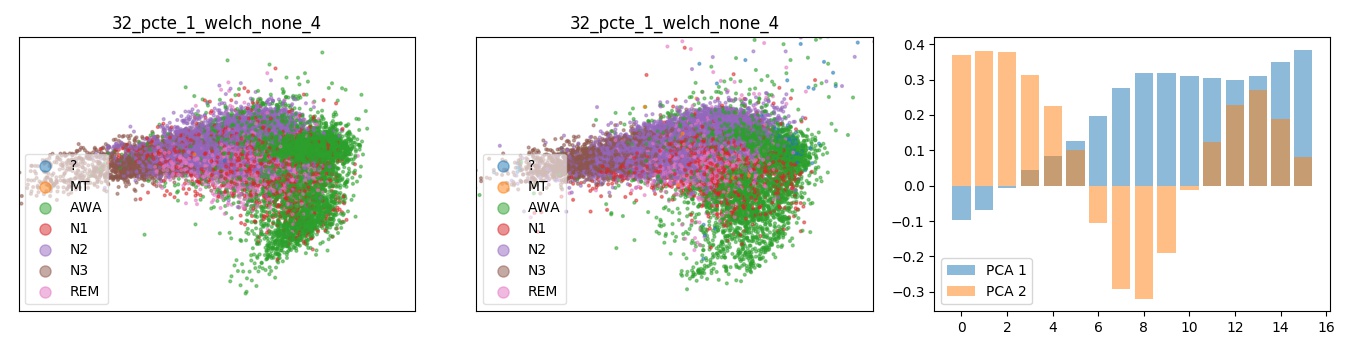 32_pcte_1_welch_none_4
?
MT
AWA
N1
N2
N3
REM
32_pcte_1_welch_none_4
?
MT
AWA
N1
N2
N3
REM
0.4
0.3
0.2
0.1
0.0
−0.1
−0.2
−0.3
PCA 1
PCA 2
0 2 4 6 8 10 12 14 16